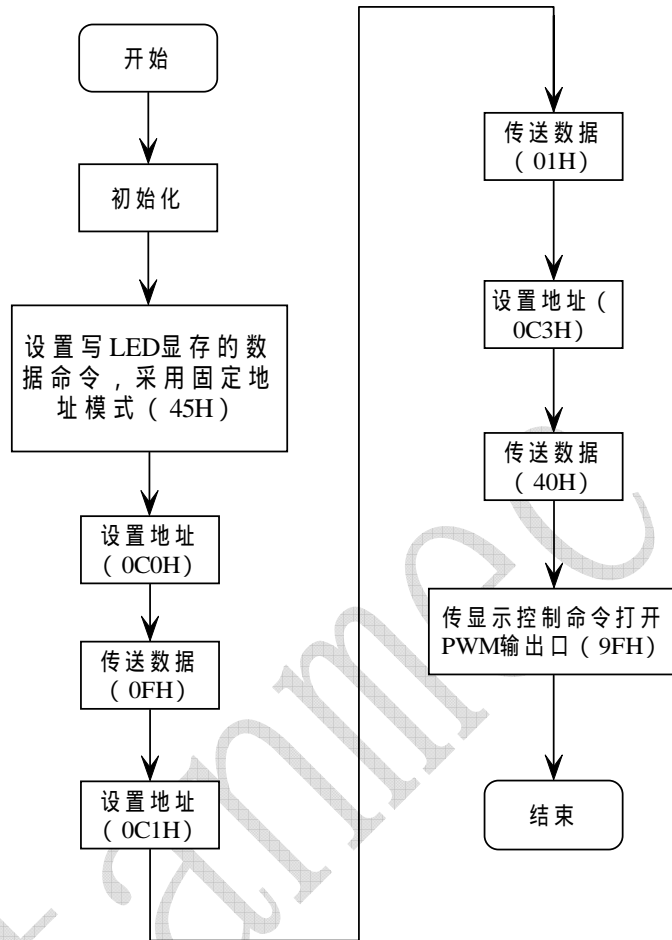 开始
初始化
设置写LED显存的数
据命令，采用固定地
址模式（45H）
设置地址
（0C0H）
传送数据
（0FH）
设置地址
（0C1H）
传送数据
（01H）
设置地址（
0C3H）
传送数据
（40H）
传显示控制命令打开
PWM输出口（9FH）
结束